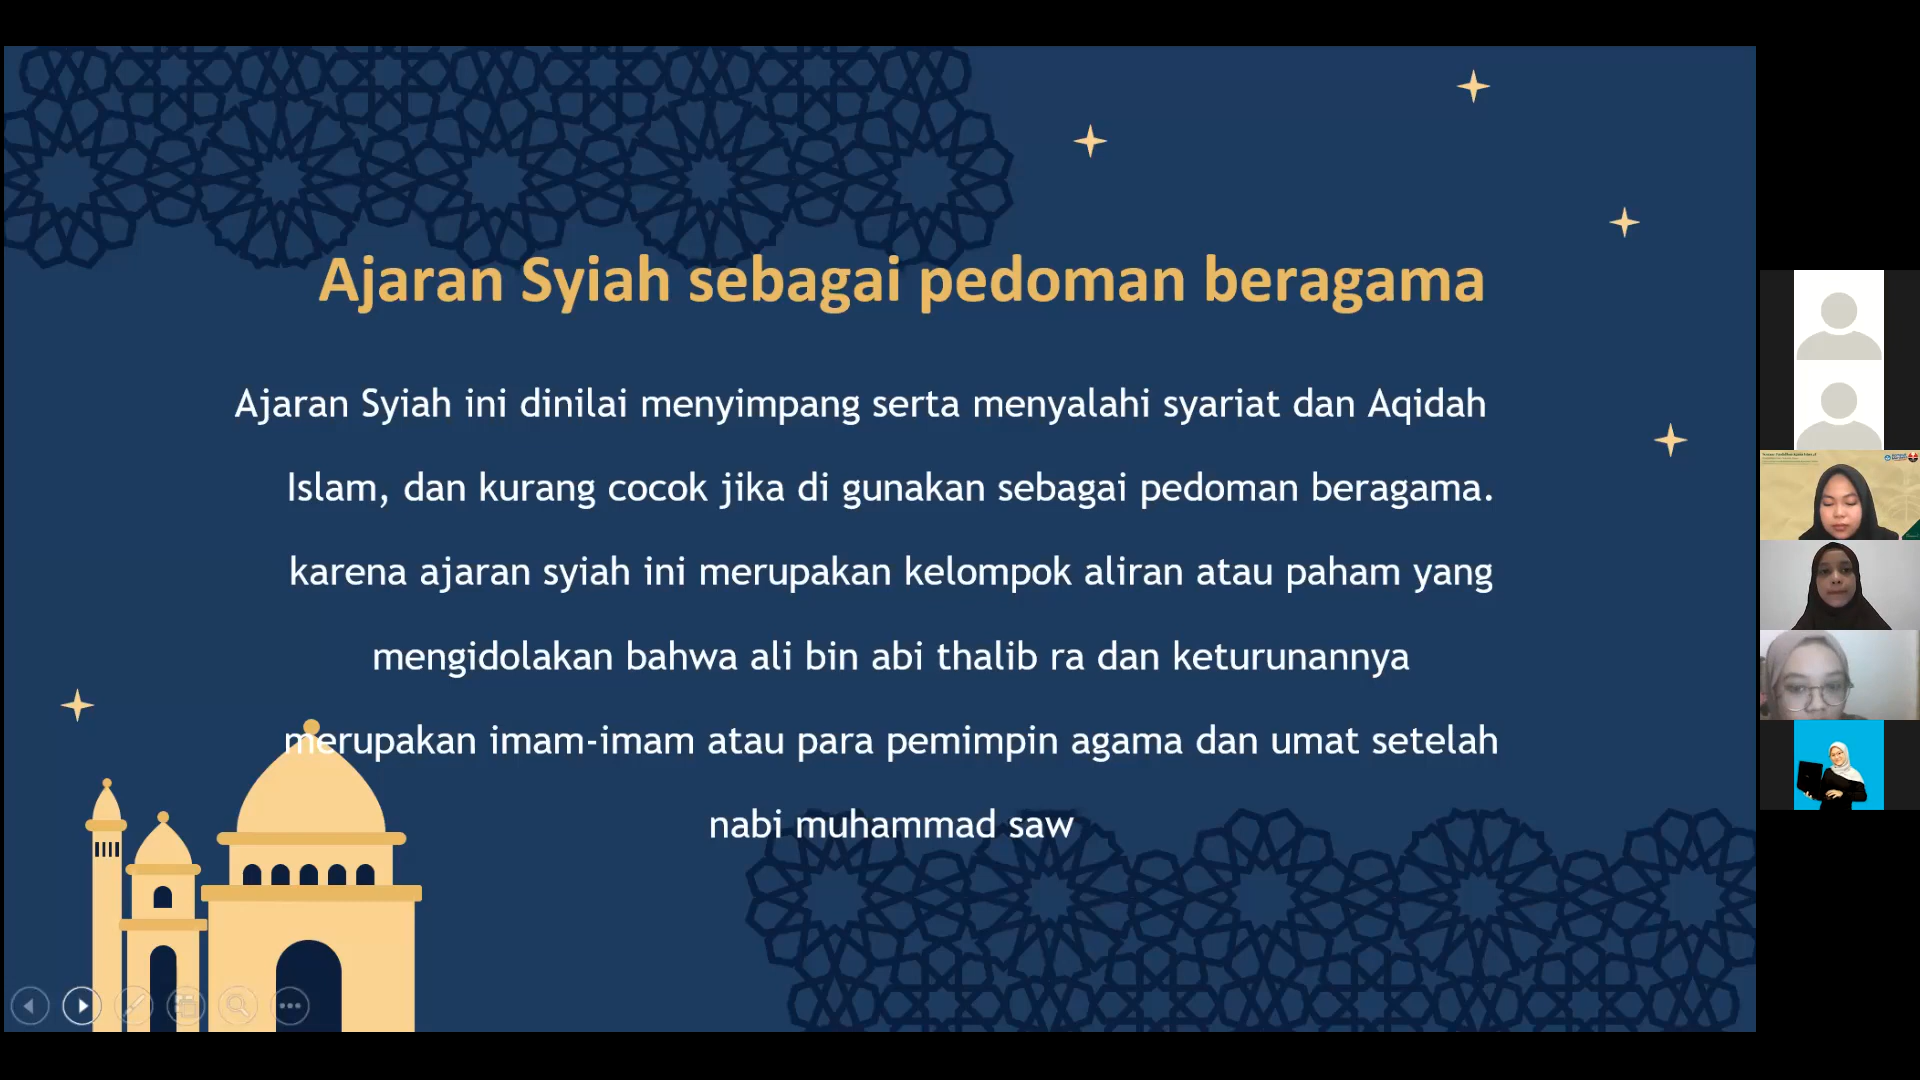 Ajaran Syiah sebagai pedoman beragama
Ajaran Syiah ini dinilai menyimpang serta menyalahi syariat dan Aqidah
Islam, dan kurang cocok jika di gunakan sebagai pedoman beragama.
karena ajaran syiah ini merupakan kelompok aliran atau paham yang
mengidolakan bahwa ali bin abi thalib ra dan keturunannya
merupakan imam-imam atau para pemimpin agama dan umat setelah
nabi muhammad saw